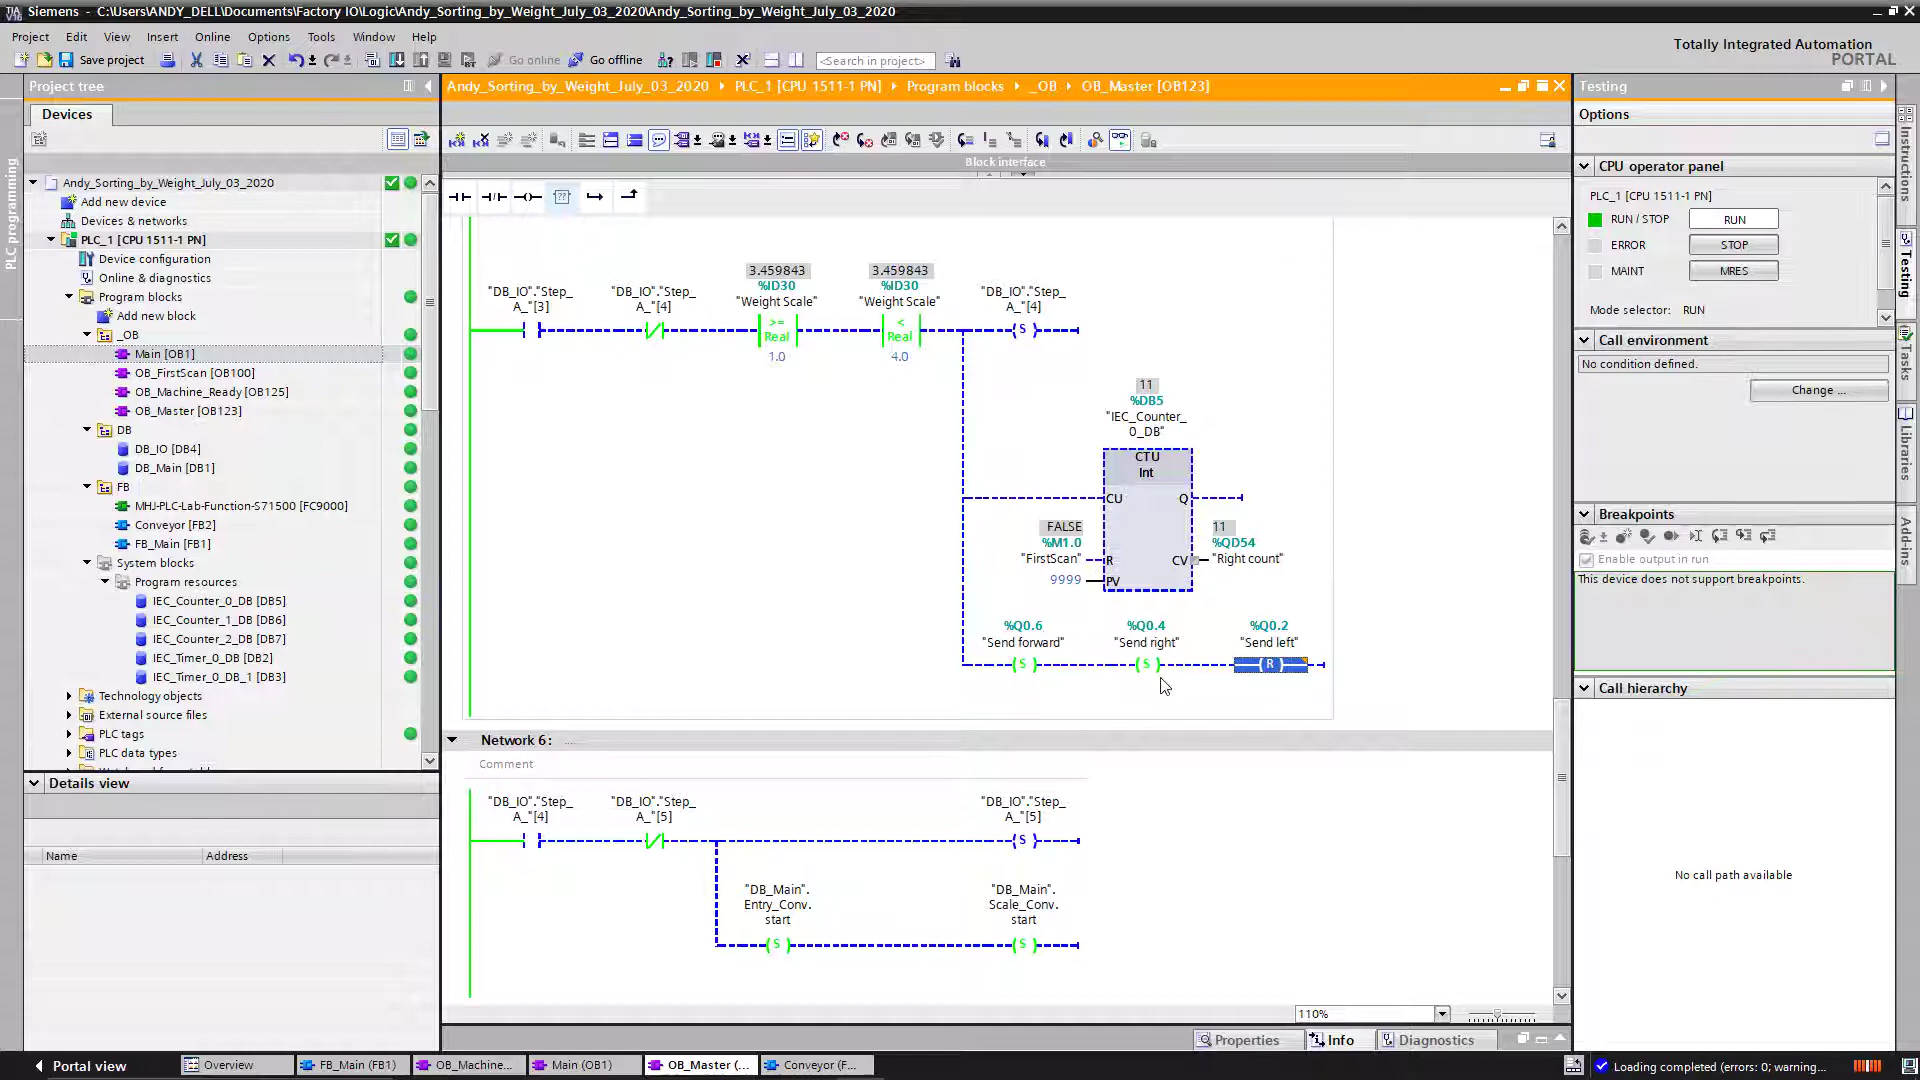 TIA V16
Siemens - C:\Users\ANDY_DELL\Documents\Factory IO\Logic\Andy_Sorting_by_Weight_July_03_2020\Andy_Sorting_by_Weight_July_03_2020
Project Edit View Insert Online Options Tools Window Help
Totally Integrated Automation
PORTAL
Save project
Go online
Go offline
<Search in project>
Project tree
Devices
PLC programming
Andy_Sorting_by_Weight_July_03_2020
Add new device
Devices & networks
PLC_1 [CPU 1511-1 PN]
Device configuration
Online & diagnostics
Program blocks
Add new block
_OB
Main [OB1]
OB_FirstScan [OB100]
OB_Machine_Ready [OB125]
OB_Master [OB123]
DB
DB_IO [DB4]
DB_Main [DB1]
FB
MHJ-PLC-Lab-Function-S71500 [FC9000]
Conveyor [FB2]
FB_Main [FB1]
System blocks
Program resources
IEC_Counter_0_DB [DB5]
IEC_Counter_1_DB [DB6]
IEC_Counter_2_DB [DB7]
IEC_Timer_0_DB [DB2]
IEC_Timer_0_DB_1 [DB3]
Technology objects
External source files
PLC tags
PLC data types
Details view
Name Address
Andy_Sorting_by_Weight_July_03_2020 PLC_1 [CPU 1511-1 PN] Program blocks _OB OB_Master [OB123]
Block interface
??
3.459843 3.459843
%ID30 %ID30
"DB_IO"."Step_ "DB_IO"."Step_ "Weight Scale" "Weight Scale" "DB_IO"."Step_
A_"[3] A_"[4] A_"[4]
>= < S
Real Real
1.0 4.0
11
%DB5
"IEC_Counter_
0_DB"
CTU
Int
CU Q
FALSE 11
%M1.0 %QD54
"FirstScan" R CV "Right count"
9999 PV
%Q0.6 %Q0.4 %Q0.2
"Send forward" "Send right" "Send left"
S S R
Network 6: .....
Comment
"DB_IO"."Step_ "DB_IO"."Step_ "DB_IO"."Step_
A_"[4] A_"[5] A_"[5]
S
"DB_Main". "DB_Main".
Entry_Conv. Scale_Conv.
start start
S S
110%
Properties Info Diagnostics
Testing
Options
CPU operator panel
PLC_1 [CPU 1511-1 PN]
RUN / STOP RUN
ERROR STOP
MAINT MRES
Mode selector: RUN
Call environment
No condition defined.
Change ...
Breakpoints
Enable output in run
This device does not support breakpoints.
Call hierarchy
No call path available
Instructions
Testing
Tasks
Libraries
Add-ins
Portal view
Overview
FB_Main (FB1)
OB_Machine...
Main (OB1)
OB_Master (...
Conveyor (F...
Loading completed (errors: 0; warning...